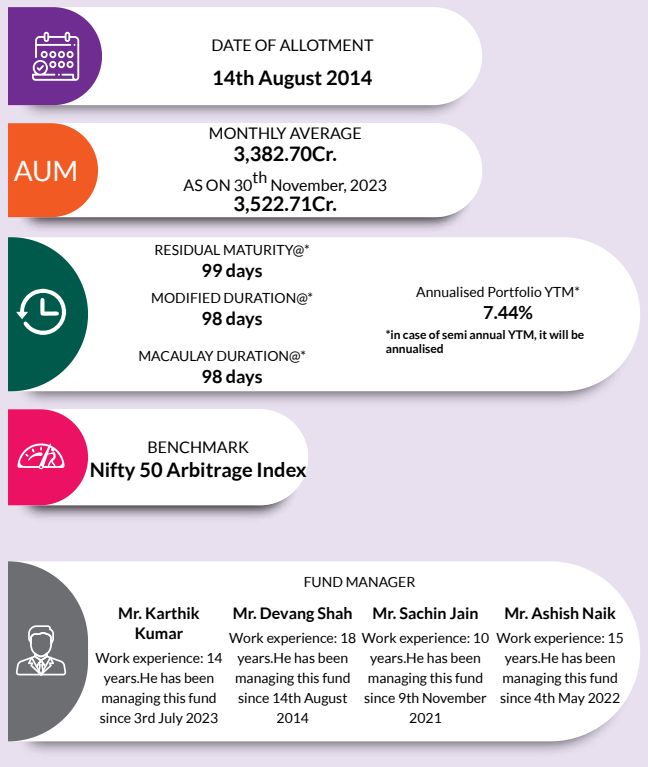 DATE OF ALLOTMENT
14th August 2014
AUM
MONTHLY AVERAGE
3,382.70Cr.
AS ON 30th November, 2023
3,522.71Cr.
RESIDUAL MATURITY@*
99 days
MODIFIED DURATION@*
98 days
MACAULAY DURATION@*
98 days
Annualised Portfolio YTM*
7.44%
*in case of semi annual YTM, it will be
annualised
BENCHMARK
Nifty 50 Arbitrage Index
FUND MANAGER
Mr. Karthik
Kumar
Work experience: 14
years.He has been
managing this fund
since 3rd July 2023
Mr. Devang Shah
Work experience: 18
years.He has been
managing this fund
since 14th August
2014
Mr. Sachin Jain
Work experience: 10
years.He has been
managing this fund
since 9th November
2021
Mr. Ashish Naik
Work experience: 15
years.He has been
managing this fund
since 4th May 2022